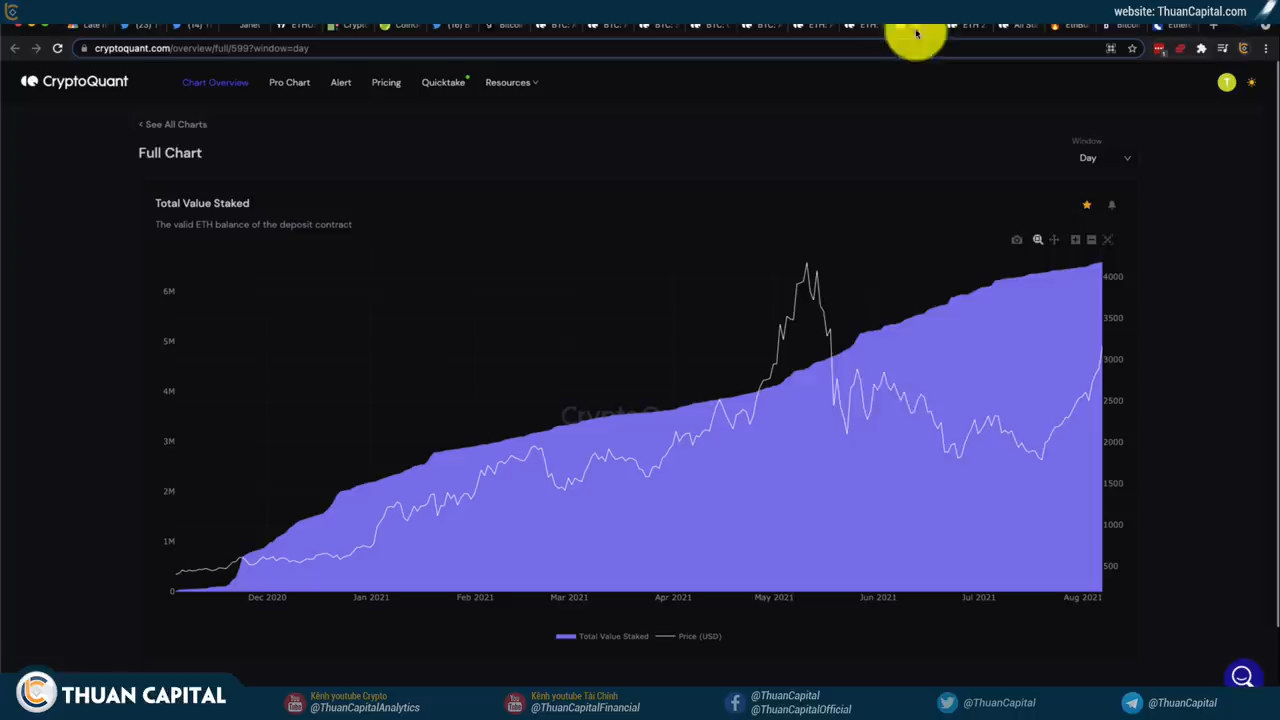 website: ThuanCapital.com
cryptoquant.com/overview/full/599?window=day
CryptoQuant
Chart Overview
Pro Chart
Alert
Pricing
Quicktake
Resources
T
< See All Charts
Window
Full Chart
Day
Total Value Staked
The valid ETH balance of the deposit contract
6M
5M
4M
3M
2M
1M
0
4000
3500
3000
2500
2000
1500
1000
500
Dec 2020
Jan 2021
Feb 2021
Mar 2021
Apr 2021
May 2021
Jun 2021
Jul 2021
Aug 2021
Total Value Staked
Price (USD)
THUAN CAPITAL
Kênh youtube Crypto
@ThuanCapitalAnalytics
Kênh youtube Tài Chính
@ThuanCapitalFinancial
@ThuanCapital
@ThuanCapitalOfficial
@ThuanCapital
@ThuanCapital